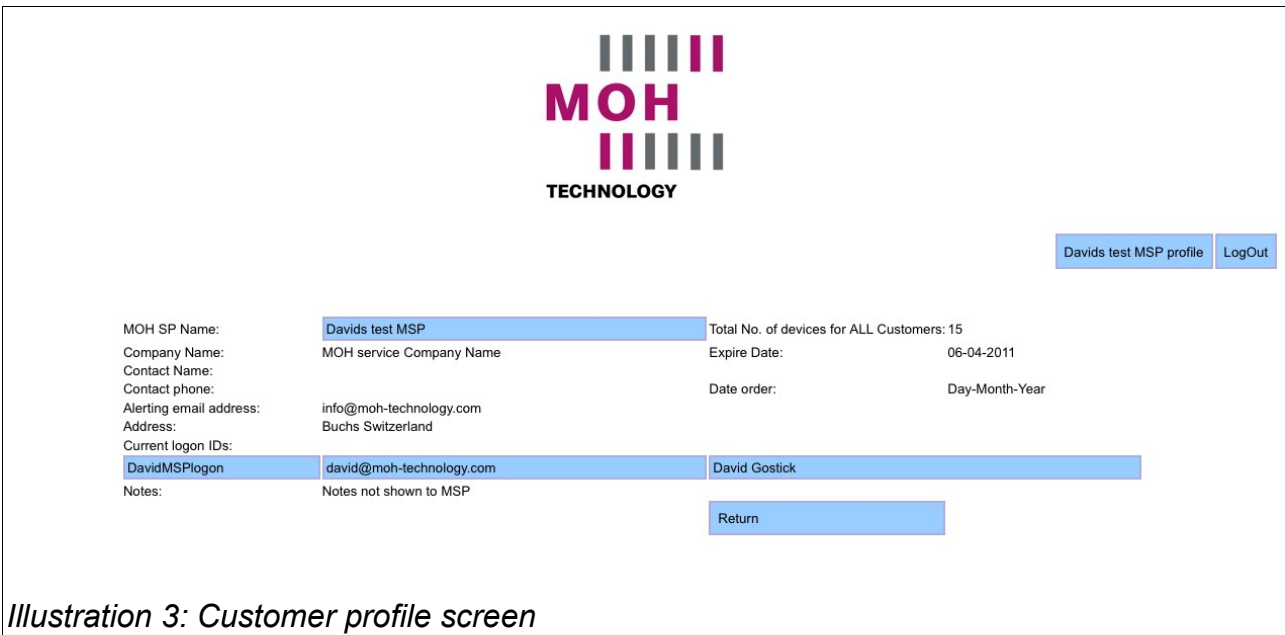 MOH
TECHNOLOGY
Davids test MSP profile LogOut
MOH SP Name: Davids test MSP Total No. of devices for ALL Customers: 15
Company Name: MOH service Company Name Expire Date: 06-04-2011
Contact Name:
Contact phone: Date order: Day-Month-Year
Alerting email address: info@moh-technology.com
Address: Buchs Switzerland
Current logon IDs:
DavidMSPlogon david@moh-technology.com David Gostick
Notes: Notes not shown to MSP
Return
Illustration 3: Customer profile screen